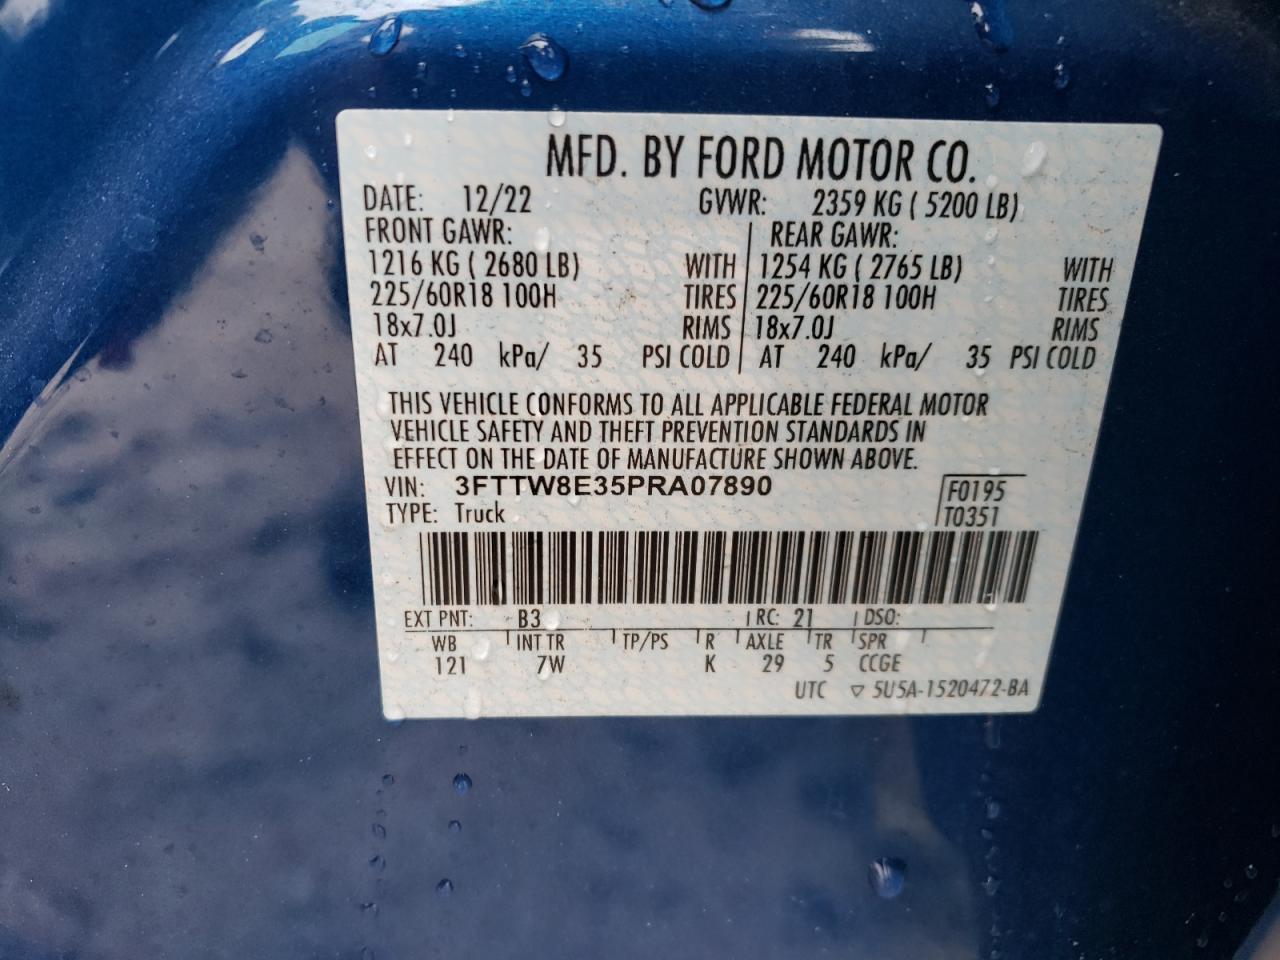 MFD. BY FORD MOTOR CO.
DATE: 12/22 GVWR: 2359 KG ( 5200 LB)
FRONT GAWR: REAR GAWR:
1216 KG ( 2680 LB) WITH 1254 KG ( 2765 LB) WITH
225/60R18 100H TIRES 225/60R18 100H TIRES
18x7.0J RIMS 18x7.0J RIMS
AT 240 kPa/ 35 PSI COLD AT 240 kPa/ 35 PSI COLD
THIS VEHICLE CONFORMS TO ALL APPLICABLE FEDERAL MOTOR
VEHICLE SAFETY AND THEFT PREVENTION STANDARDS IN
EFFECT ON THE DATE OF MANUFACTURE SHOWN ABOVE.
VIN: 3FTTW8E35PRA07890 F0195
TYPE: Truck T0351
EXT PNT: B3 RC: 21 DSO:
WB INT TR TP/PS R AXLE TR SPR
121 7W K 29 5 CCGE
UTC ▽ 5U5A-1520472-BA